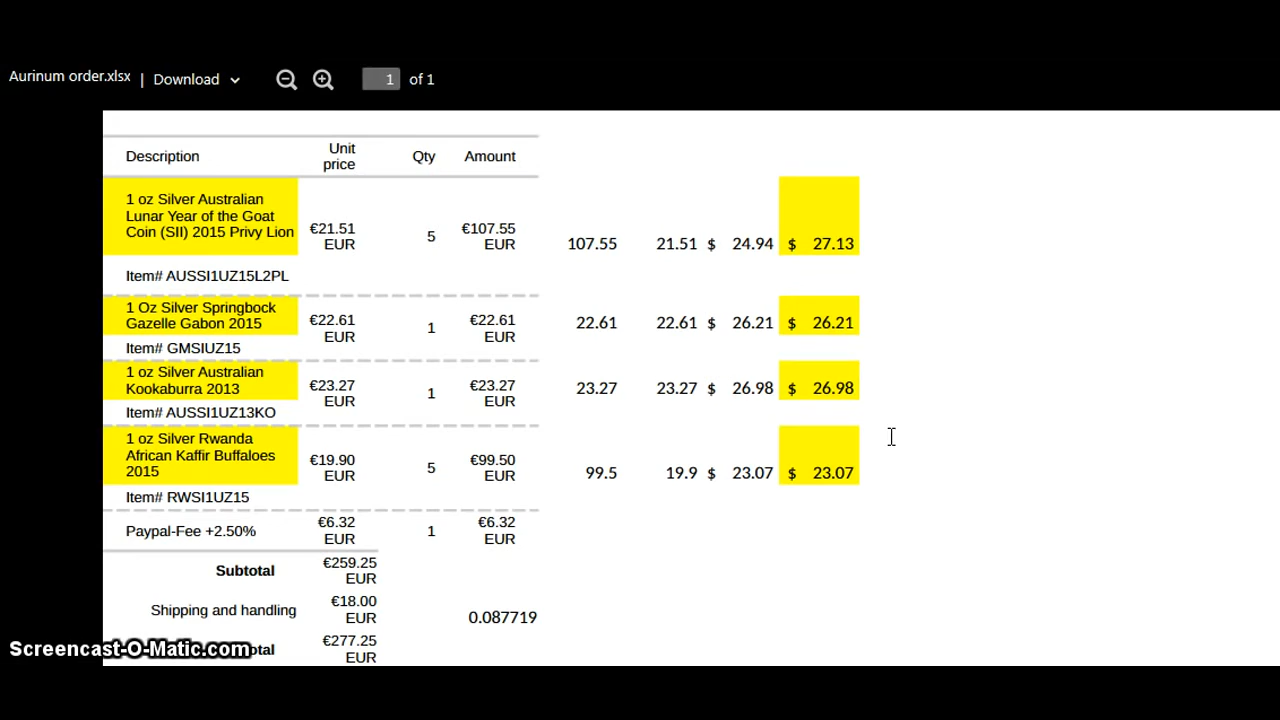 Aurinum order.xlsx | Download 1 of 1
Description Unit price Qty Amount
1 oz Silver Australian
Lunar Year of the Goat
Coin (SII) 2015 Privy Lion
€21.51 EUR 5 €107.55 EUR 107.55 21.51 $ 24.94 $ 27.13
Item# AUSSI1UZ15L2PL
1 Oz Silver Springbock
Gazelle Gabon 2015
€22.61 EUR 1 €22.61 EUR 22.61 22.61 $ 26.21 $ 26.21
Item# GMSIUZ15
1 oz Silver Australian
Kookaburra 2013
€23.27 EUR 1 €23.27 EUR 23.27 23.27 $ 26.98 $ 26.98
Item# AUSSI1UZ13KO
1 oz Silver Rwanda
African Kaffir Buffaloes
2015
€19.90 EUR 5 €99.50 EUR 99.5 19.9 $ 23.07 $ 23.07
Item# RWSI1UZ15
Paypal-Fee +2.50% €6.32 EUR 1 €6.32 EUR
Subtotal €259.25 EUR
Shipping and handling €18.00 EUR 0.087719
otal €277.25 EUR
Screencast-O-Matic.com